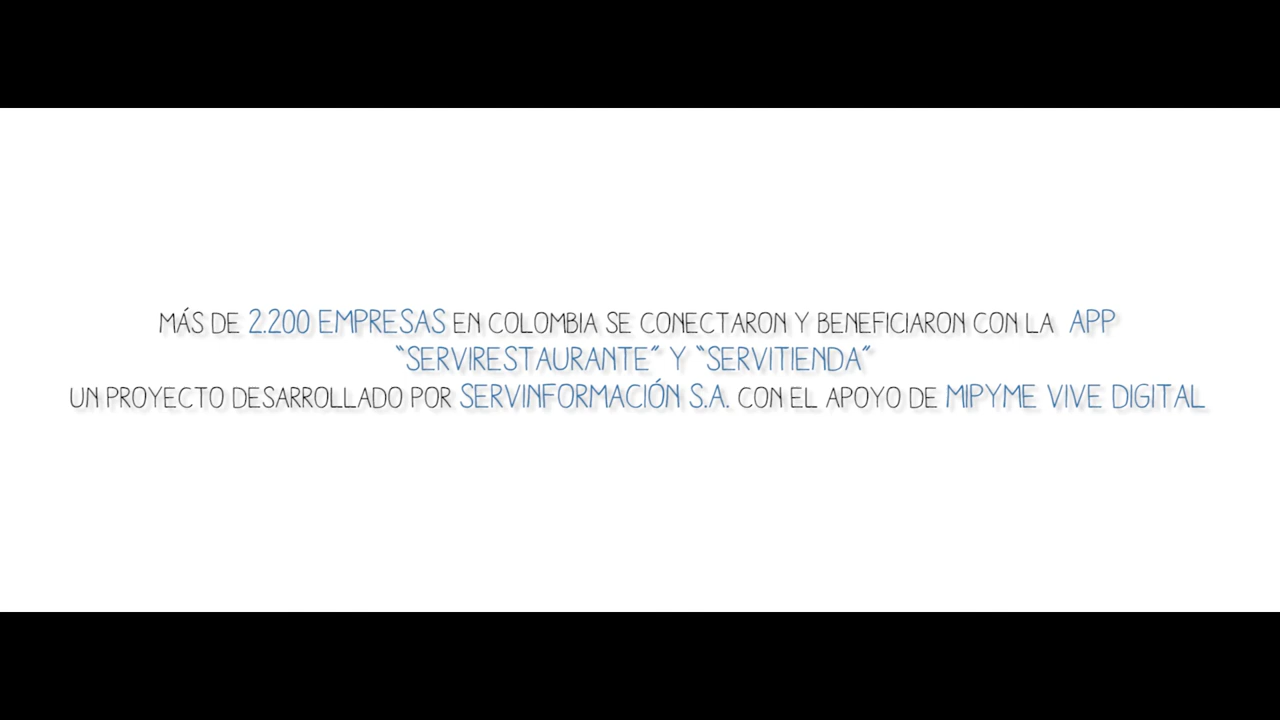 MÁS DE 2.200 EMPRESAS EN COLOMBIA SE CONECTARON Y BENEFICIARON CON LA APP
“SERVIRESTAURANTE” Y “SERVITIENDA”
UN PROYECTO DESARROLLADO POR SERVINFORMACIÓN S.A. CON EL APOYO DE MIPYME VIVE DIGITAL